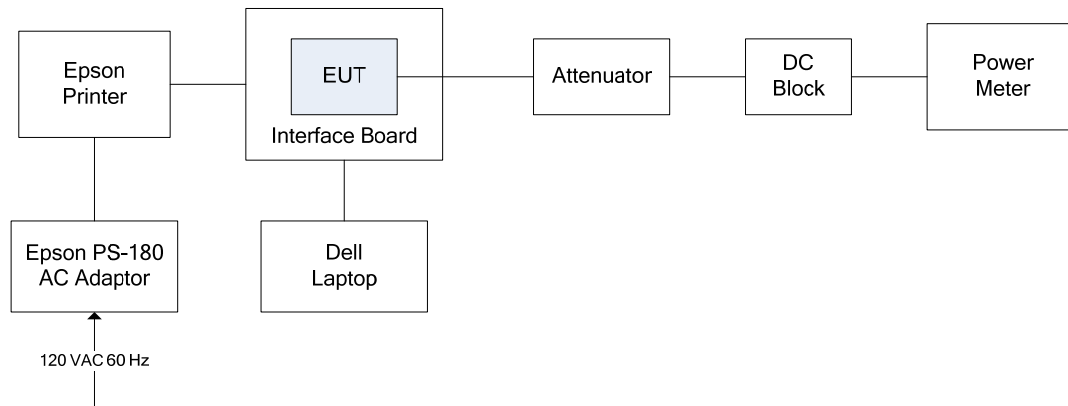 Epson
Printer
EUT
Interface Board
Attenuator
DC
Block
Power
Meter
Epson PS-180
AC Adaptor
Dell
Laptop
120 VAC 60 Hz